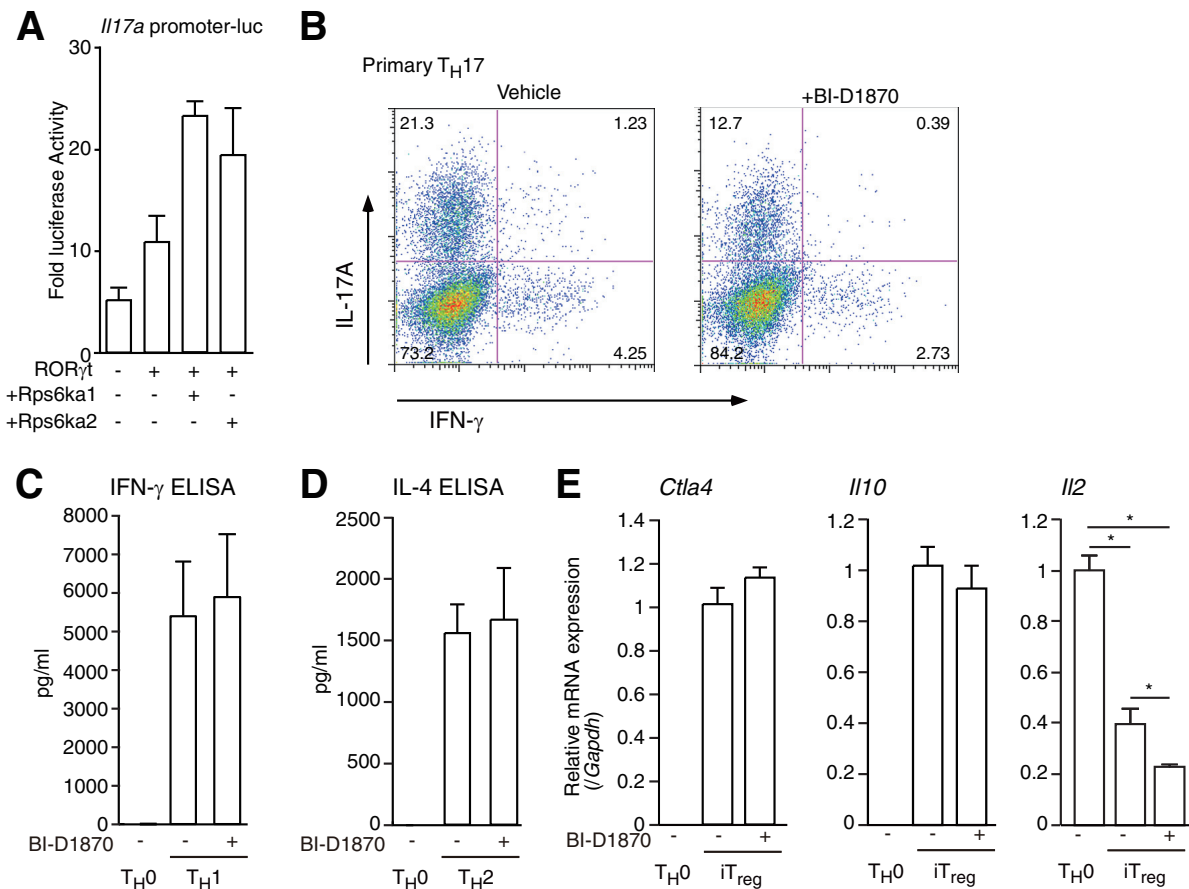 A
Il17a promoter-luc
Fold luciferase Activity
30
20
10
0
RORγt - + + +
+Rps6ka1 - - + -
+Rps6ka2 - - - +
B
Primary TH17
Vehicle
+BI-D1870
21.3 1.23
73.2 4.25
12.7 0.39
84.2 2.73
IL-17A
IFN-γ
C
IFN-γ ELISA
pg/ml
8000
7000
6000
5000
4000
3000
2000
1000
0
BI-D1870 - - +
TH0 TH1
D
IL-4 ELISA
pg/ml
2500
2000
1500
1000
500
0
- - +
TH0 TH2
E
Relative mRNA expression
(/Gapdh)
Ctla4
1.4
1.2
1
0.8
0.6
0.4
0.2
0
BI-D1870 - - +
TH0 iTreg
Il10
1.2
1
0.8
0.6
0.4
0.2
0
- - +
TH0 iTreg
Il2
1.2
1
0.8
0.6
0.4
0.2
0
*
*
*
- - +
TH0 iTreg